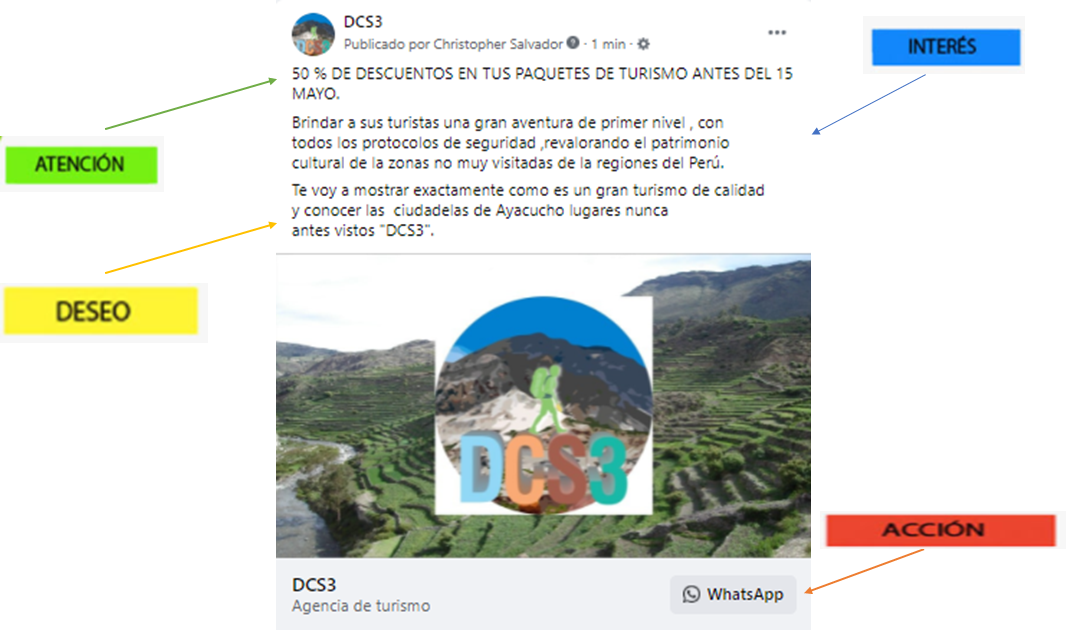 DCS3
Publicado por Christopher Salvador · 1 min ·
INTERÉS
50 % DE DESCUENTOS EN TUS PAQUETES DE TURISMO ANTES DEL 15
MAYO.
Brindar a sus turistas una gran aventura de primer nivel , con
todos los protocolos de seguridad ,revalorando el patrimonio
cultural de la zonas no muy visitadas de la regiones del Perú.
ATENCIÓN
Te voy a mostrar exactamente como es un gran turismo de calidad
y conocer las ciudadelas de Ayacucho lugares nunca
antes vistos "DCS3".
DESEO
DCS3
ACCIÓN
DCS3
Agencia de turismo
WhatsApp